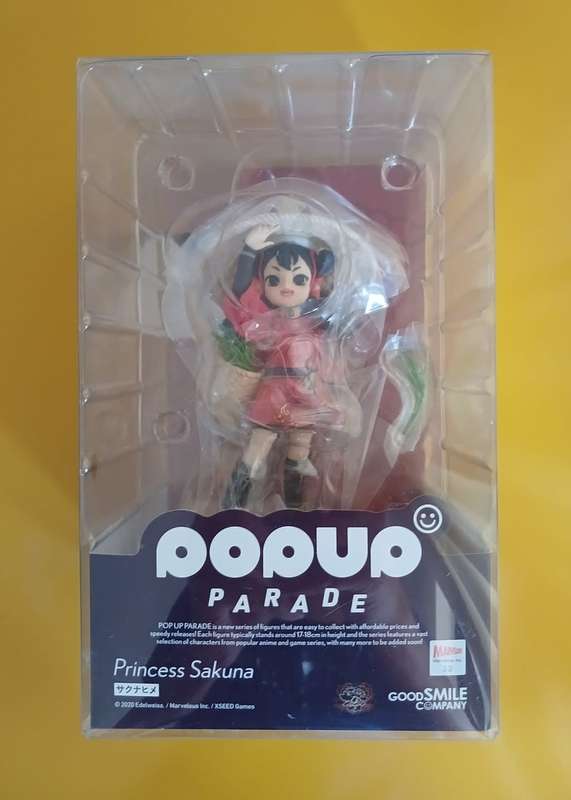 POPUP
PARADE
POP UP PARADE is a new series of figures that are easy to collect with affordable prices and
speedy releases! Each figure typically stands around 17-18cm in height and the series features a vast
selection of characters from popular anime and game series, with many more to be added soon!
Princess Sakuna
サクナヒメ
© 2020 Edelweiss. / Marvelous Inc. / XSEED Games
GOOD SMILE
COMPANY